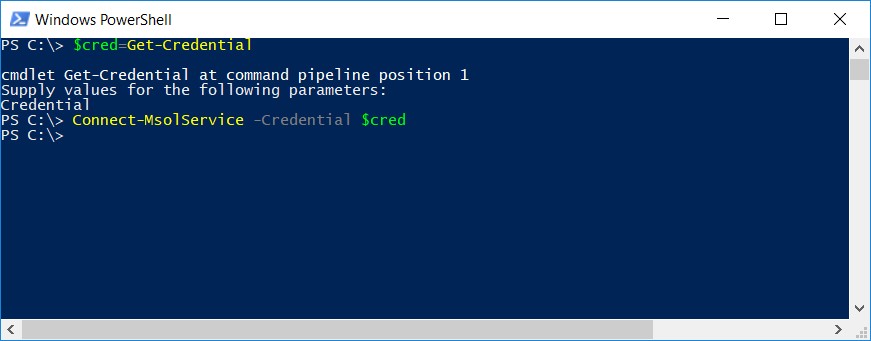 Windows PowerShell
PS C:\> $cred=Get-Credential
cmdlet Get-Credential at command pipeline position 1
Supply values for the following parameters:
Credential
PS C:\> Connect-MsolService -Credential $cred
PS C:\>